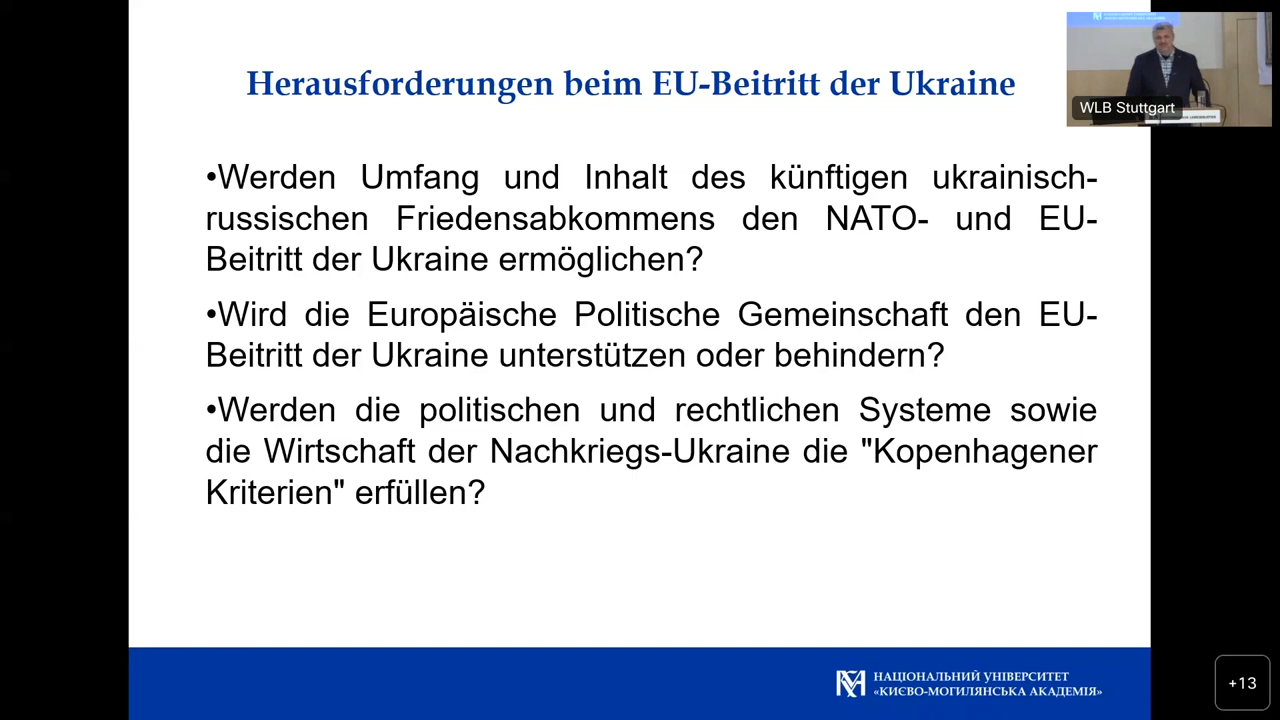 Herausforderungen beim EU-Beitritt der Ukraine
WLB Stuttgart
•Werden Umfang und Inhalt des künftigen ukrainisch-
russischen Friedensabkommens den NATO- und EU-
Beitritt der Ukraine ermöglichen?
•Wird die Europäische Politische Gemeinschaft den EU-
Beitritt der Ukraine unterstützen oder behindern?
•Werden die politischen und rechtlichen Systeme sowie
die Wirtschaft der Nachkriegs-Ukraine die "Kopenhagener
Kriterien" erfüllen?
НАЦІОНАЛЬНИЙ УНІВЕРСИТЕТ
«КИЄВО-МОГИЛЯНСЬКА АКАДЕМІЯ»
+13